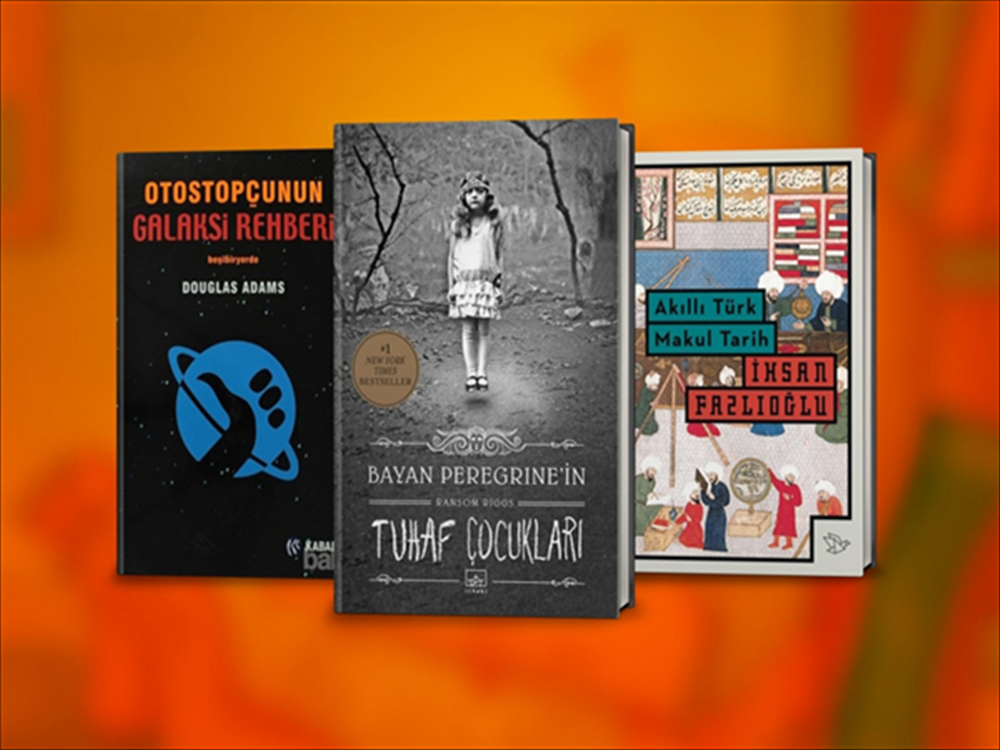 OTOSTOPÇUNUN
GALAKSİ REHBERİ
beşibiryerde
DOUGLAS ADAMS
#1
NEW YORK
TIMES
BESTSELLER
BAYAN PEREGRINE'İN
RANSOM RIGGS
TUHAF ÇOCUKLARI
İTHAKİ
Akıllı Türk
Makul Tarih
İHSAN
FAZLIOĞLU